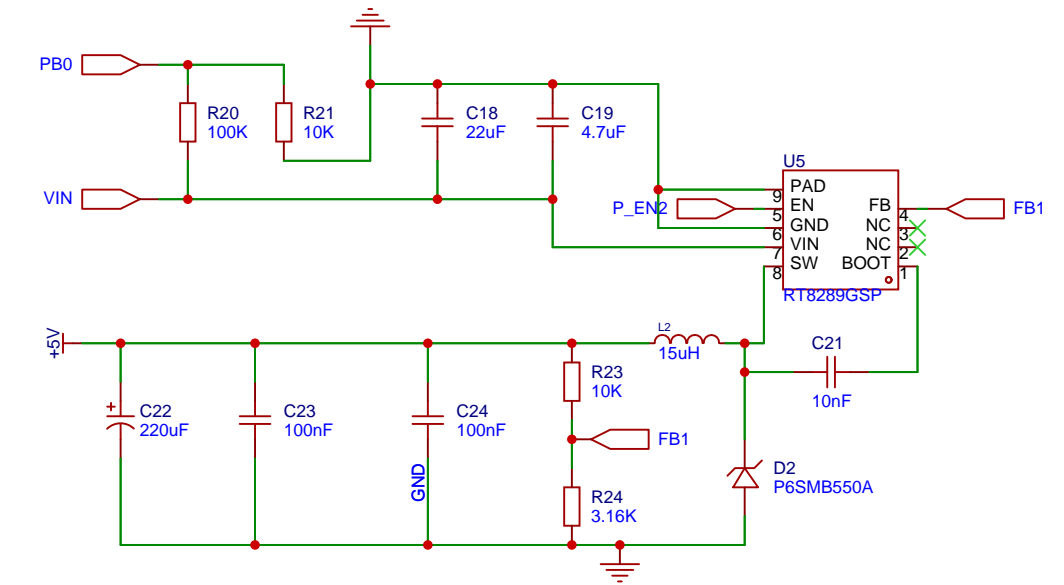 PB0
R20
100K
R21
10K
C18
22uF
C19
4.7uF
VIN
U5
PAD
9
EN
5
GND
6
VIN
7
SW
8
FB
4
NC
3
NC
2
BOOT
1
RT8289GSP
P_EN2
FB1
+5V
L2
15uH
C21
10nF
R23
10K
C22
220uF
C23
100nF
C24
100nF
GND
FB1
D2
P6SMB550A
R24
3.16K